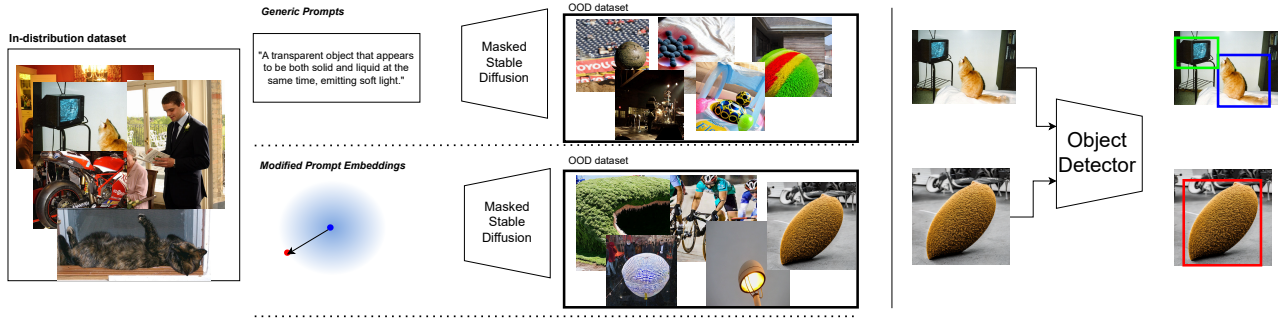 In-distribution dataset
Generic Prompts
"A transparent object that appears
to be both solid and liquid at the
same time, emitting soft light."
Masked
Stable
Diffusion
OOD dataset
Modified Prompt Embeddings
Masked
Stable
Diffusion
OOD dataset
Object
Detector